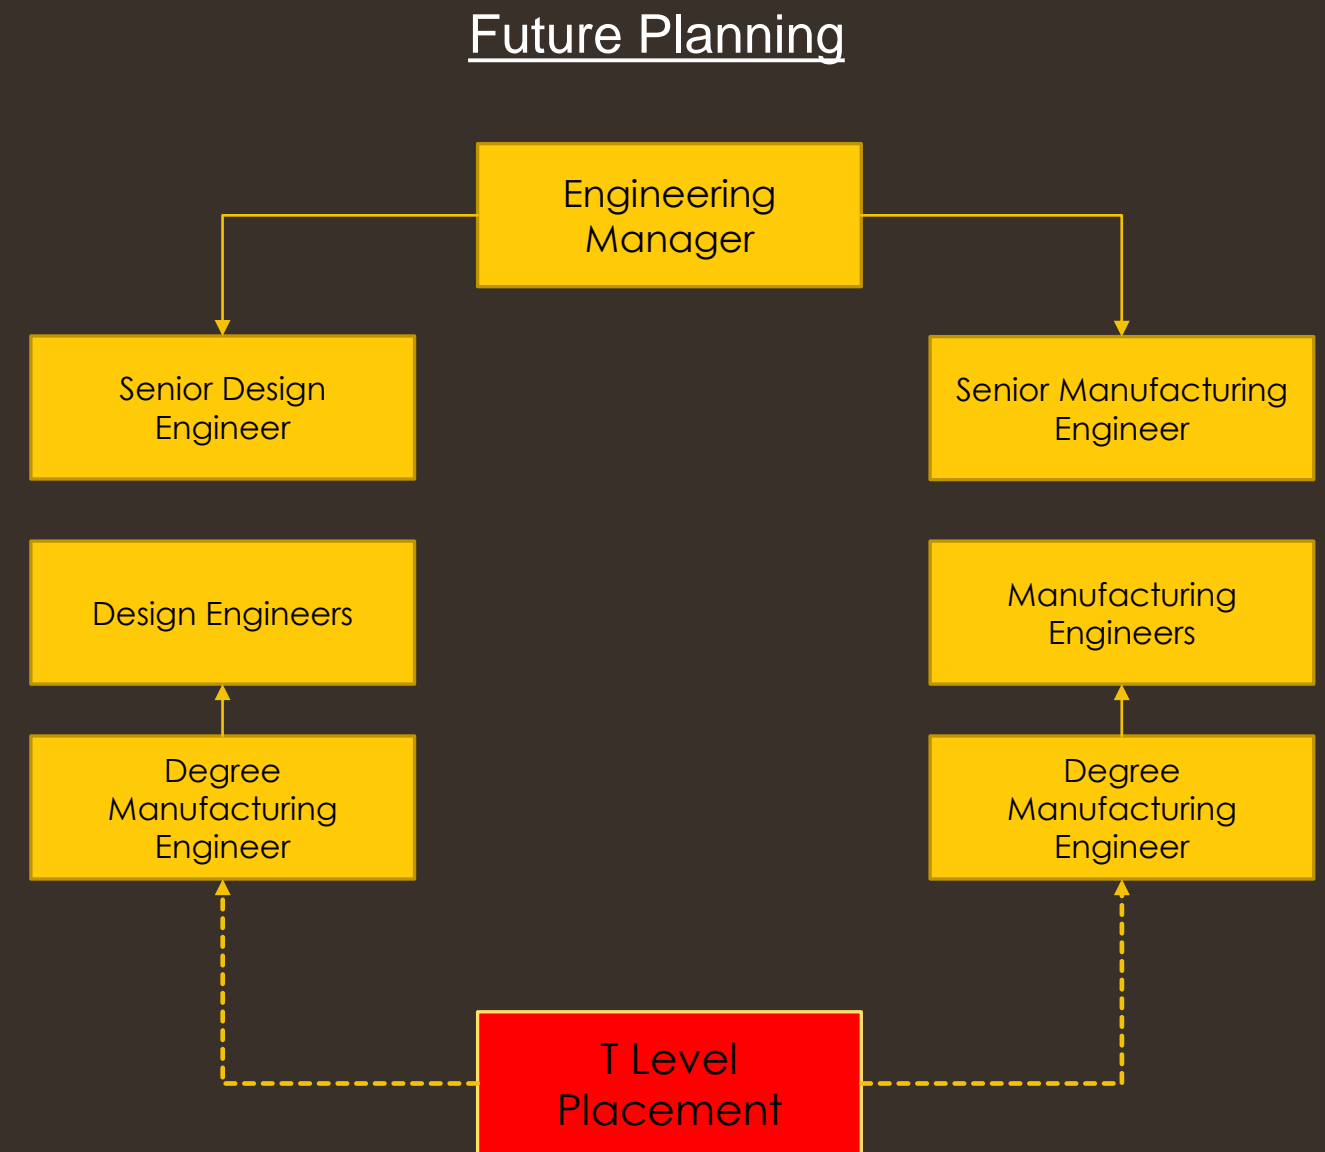 Future Planning
Engineering
Manager
Senior Design
Engineer
Senior Manufacturing
Engineer
Design Engineers
Manufacturing
Engineers
Degree
Manufacturing
Engineer
Degree
Manufacturing
Engineer
T Level
Placement